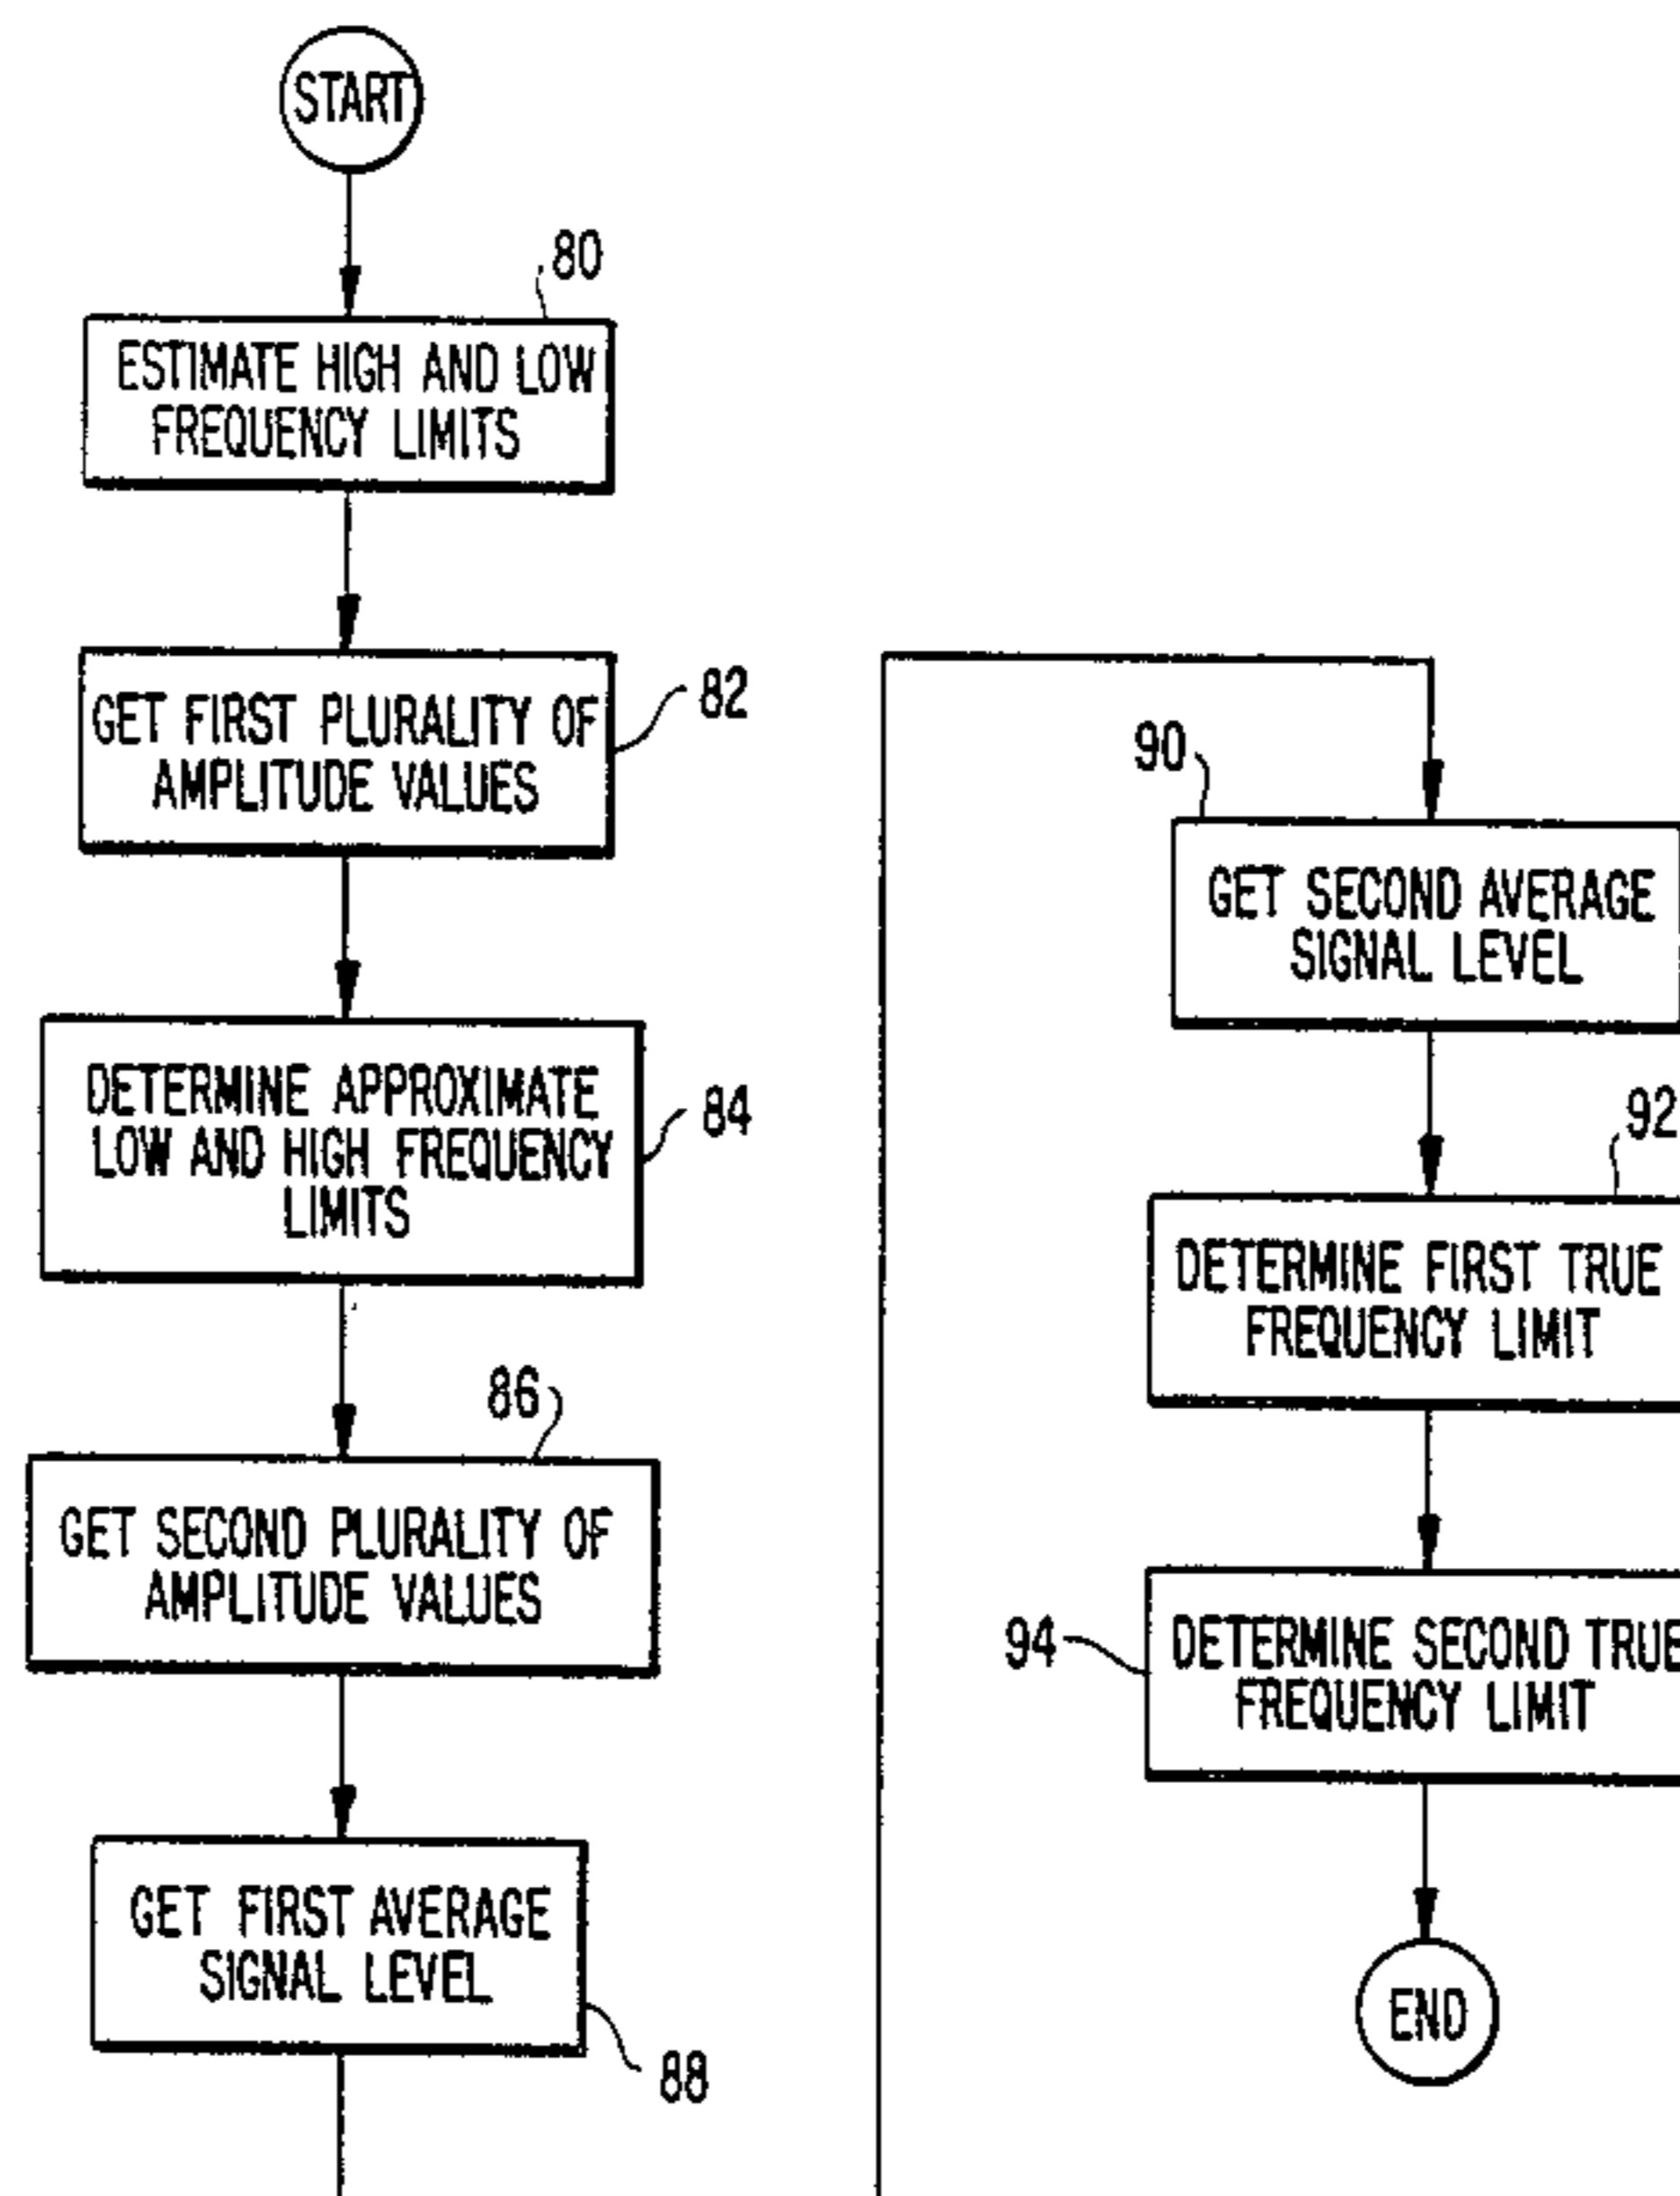 START
80
ESTIMATE HIGH AND LOW
FREQUENCY LIMITS
82
GET FIRST PLURALITY OF
AMPLITUDE VALUES
84
DETERMINE APPROXIMATE
LOW AND HIGH FREQUENCY
LIMITS
86
GET SECOND PLURALITY OF
AMPLITUDE VALUES
GET FIRST AVERAGE
SIGNAL LEVEL
88
90
GET SECOND AVERAGE
SIGNAL LEVEL
92
DETERMINE FIRST TRUE
FREQUENCY LIMIT
94
DETERMINE SECOND TRUE
FREQUENCY LIMIT
END